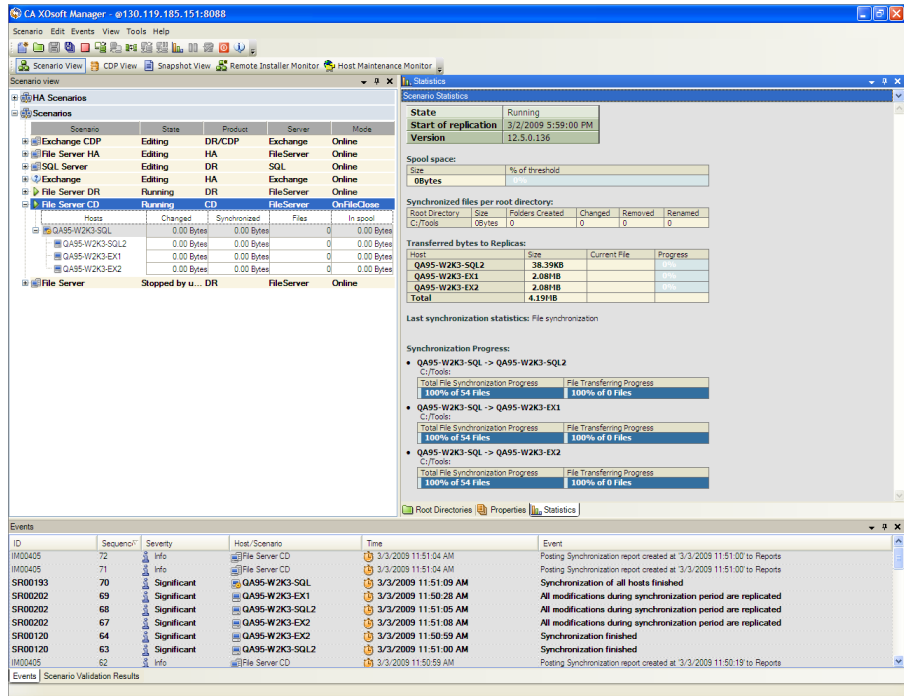 CA XOsoft Manager - @130.119.185.151:8088
Scenario Edit Events View Tools Help
Scenario View CDP View Snapshot View Remote Installer Monitor Host Maintenance Monitor
Scenario view
HA Scenarios
Scenarios
Scenario State Product Server Mode
Exchange CDP Editing DR/CDP Exchange Online
File Server HA Editing HA FileServer Online
SQL Server Editing DR SQL Online
Exchange Editing HA Exchange Online
File Server DR Running DR FileServer Online
File Server CD Running CD FileServer OnFileClose
Hosts Changed Synchronized Files In spool
QA95-W2K3-SQL 0.00 Bytes 0.00 Bytes 0 0.00 Bytes
QA95-W2K3-SQL2 0.00 Bytes 0.00 Bytes 0 0.00 Bytes
QA95-W2K3-EX1 0.00 Bytes 0.00 Bytes 0 0.00 Bytes
QA95-W2K3-EX2 0.00 Bytes 0.00 Bytes 0 0.00 Bytes
File Server Stopped by u... DR FileServer Online
Statistics
Scenario Statistics
State Running
Start of replication 3/2/2009 5:59:00 PM
Version 12.5.0.136
Spool space:
Size % of threshold
0Bytes 0%
Synchronized files per root directory:
Root Directory Size Folders Created Changed Removed Renamed
C:/Tools 0Bytes 0 0 0 0
Transferred bytes to Replicas:
Host Size Current File Progress
QA95-W2K3-SQL2 38.39KB 0%
QA95-W2K3-EX1 2.08MB 0%
QA95-W2K3-EX2 2.08MB 0%
Total 4.19MB
Last synchronization statistics: File synchronization
Synchronization Progress:
• QA95-W2K3-SQL -> QA95-W2K3-SQL2
C:/Tools:
Total File Synchronization Progress File Transferring Progress
100% of 54 Files 100% of 0 Files
• QA95-W2K3-SQL -> QA95-W2K3-EX1
C:/Tools:
Total File Synchronization Progress File Transferring Progress
100% of 54 Files 100% of 0 Files
• QA95-W2K3-SQL -> QA95-W2K3-EX2
C:/Tools:
Total File Synchronization Progress File Transferring Progress
100% of 54 Files 100% of 0 Files
Root Directories Properties Statistics
Events
ID Sequence Severity Host/Scenario Time Event
IM00405 72 Info File Server CD 3/3/2009 11:51:04 AM Posting Synchronization report created at '3/3/2009 11:51:00' to Reports
IM00405 71 Info File Server CD 3/3/2009 11:51:04 AM Posting Synchronization report created at '3/3/2009 11:51:00' to Reports
SR00193 70 Significant QA95-W2K3-SQL 3/3/2009 11:51:09 AM Synchronization of all hosts finished
SR00202 69 Significant QA95-W2K3-EX1 3/3/2009 11:50:28 AM All modifications during synchronization period are replicated
SR00202 68 Significant QA95-W2K3-SQL2 3/3/2009 11:51:05 AM All modifications during synchronization period are replicated
SR00202 67 Significant QA95-W2K3-EX2 3/3/2009 11:51:08 AM All modifications during synchronization period are replicated
SR00120 64 Significant QA95-W2K3-EX2 3/3/2009 11:50:59 AM Synchronization finished
SR00120 63 Significant QA95-W2K3-SQL2 3/3/2009 11:51:00 AM Synchronization finished
IM00405 62 Info File Server CD 3/3/2009 11:50:59 AM Posting Synchronization report created at '3/3/2009 11:50:19' to Reports
Events Scenario Validation Results